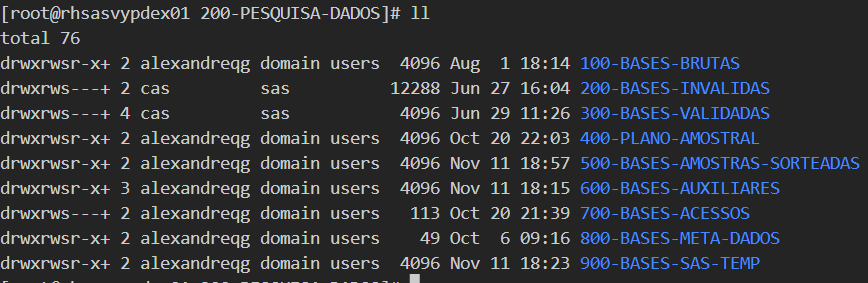 [root@rhsasvypdex01 200-PESQUISA-DADOS]# ll
total 76
drwxrwsr-x+ 2 alexandreqg domain users  4096 Aug  1 18:14 100-BASES-BRUTAS
drwxrws---+ 2 cas         sas          12288 Jun 27 16:04 200-BASES-INVALIDAS
drwxrws---+ 4 cas         sas           4096 Jun 29 11:26 300-BASES-VALIDADAS
drwxrwsr-x+ 2 alexandreqg domain users  4096 Oct 20 22:03 400-PLANO-AMOSTRAL
drwxrwsr-x+ 2 alexandreqg domain users  4096 Nov 11 18:57 500-BASES-AMOSTRAS-SORTEADAS
drwxrwsr-x+ 3 alexandreqg domain users  4096 Nov 11 18:15 600-BASES-AUXILIARES
drwxrws---+ 2 alexandreqg domain users   113 Oct 20 21:39 700-BASES-ACESSOS
drwxrwsr-x+ 2 alexandreqg domain users    49 Oct  6 09:16 800-BASES-META-DADOS
drwxrwsr-x+ 2 alexandreqg domain users  4096 Nov 11 18:23 900-BASES-SAS-TEMP